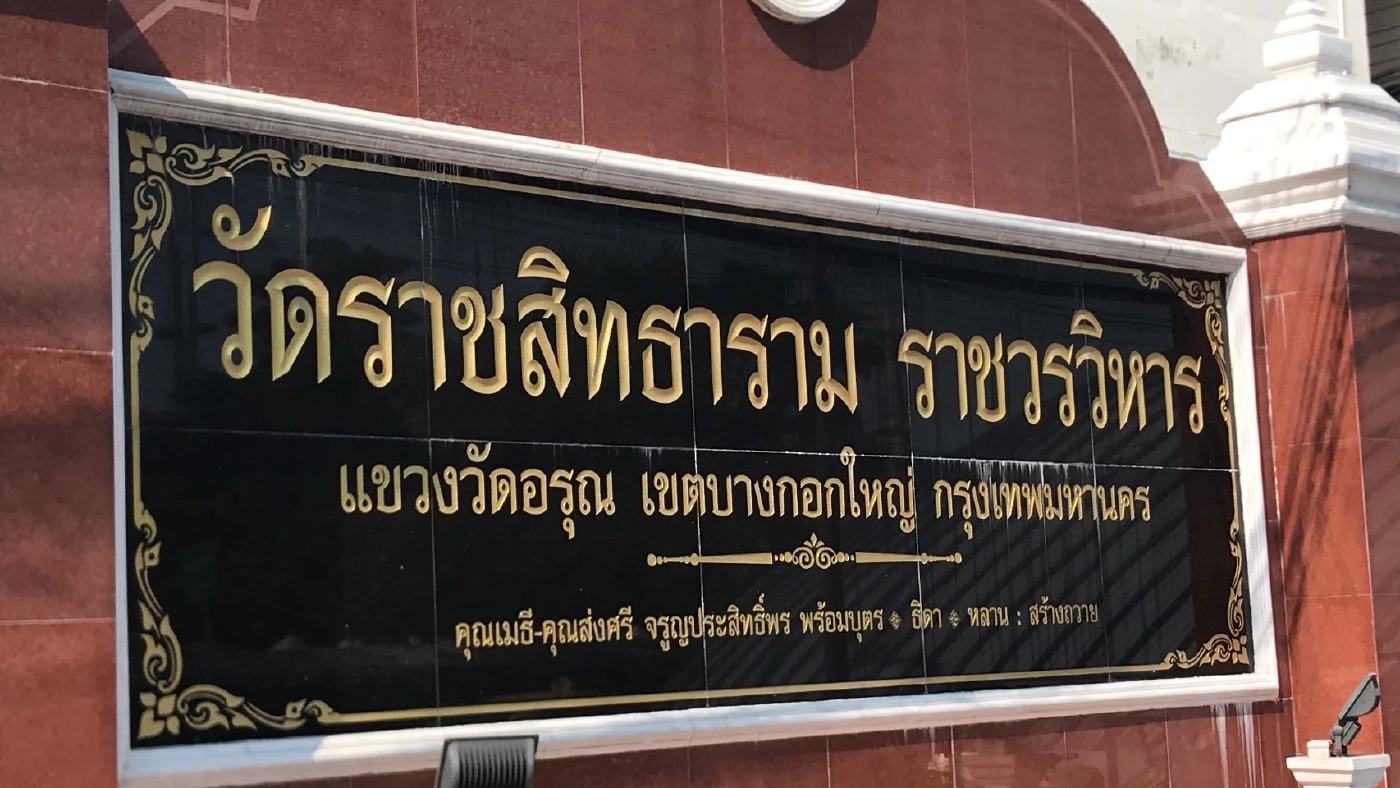 วัดราชสิทธาราม ราชวรวิหาร
แขวงวัดอรุณ เขตบางกอกใหญ่ กรุงเทพมหานคร
คุณเมธี-คุณส่งศรี จรูญประสิทธิ์พร พร้อมบุตร ธิดา หลาน : สร้างถวาย